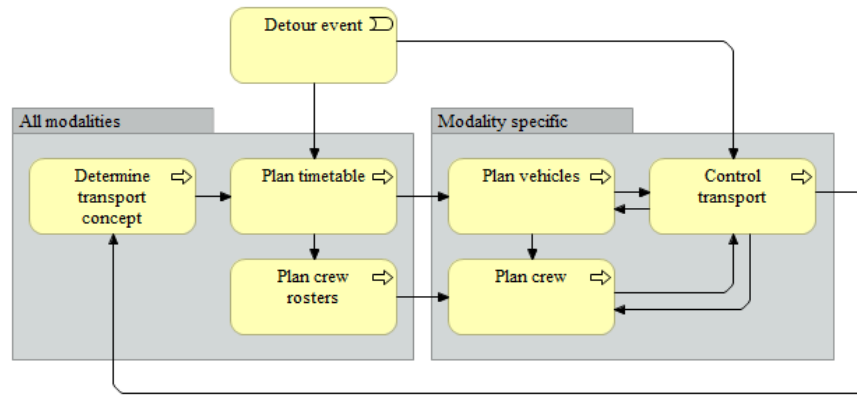 Detour event
All modalities
Modality specific
Determine
transport
concept
Plan timetable
Plan vehicles
Control
transport
Plan crew
rosters
Plan crew